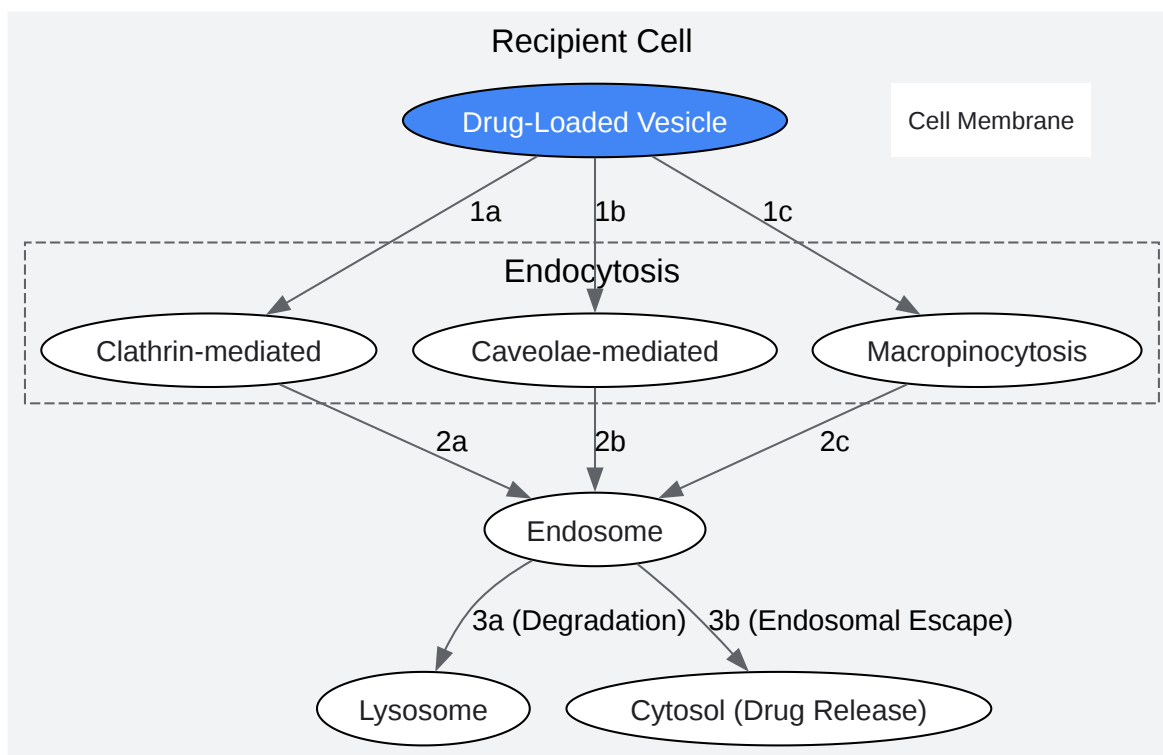 Recipient Cell
Drug-Loaded Vesicle
Cell Membrane
1a
1b
1c
Endocytosis
Clathrin-mediated
Caveolae-mediated
Macropinocytosis
2a
2b
2c
Endosome
3a (Degradation)
3b (Endosomal Escape)
Lysosome
Cytosol (Drug Release)